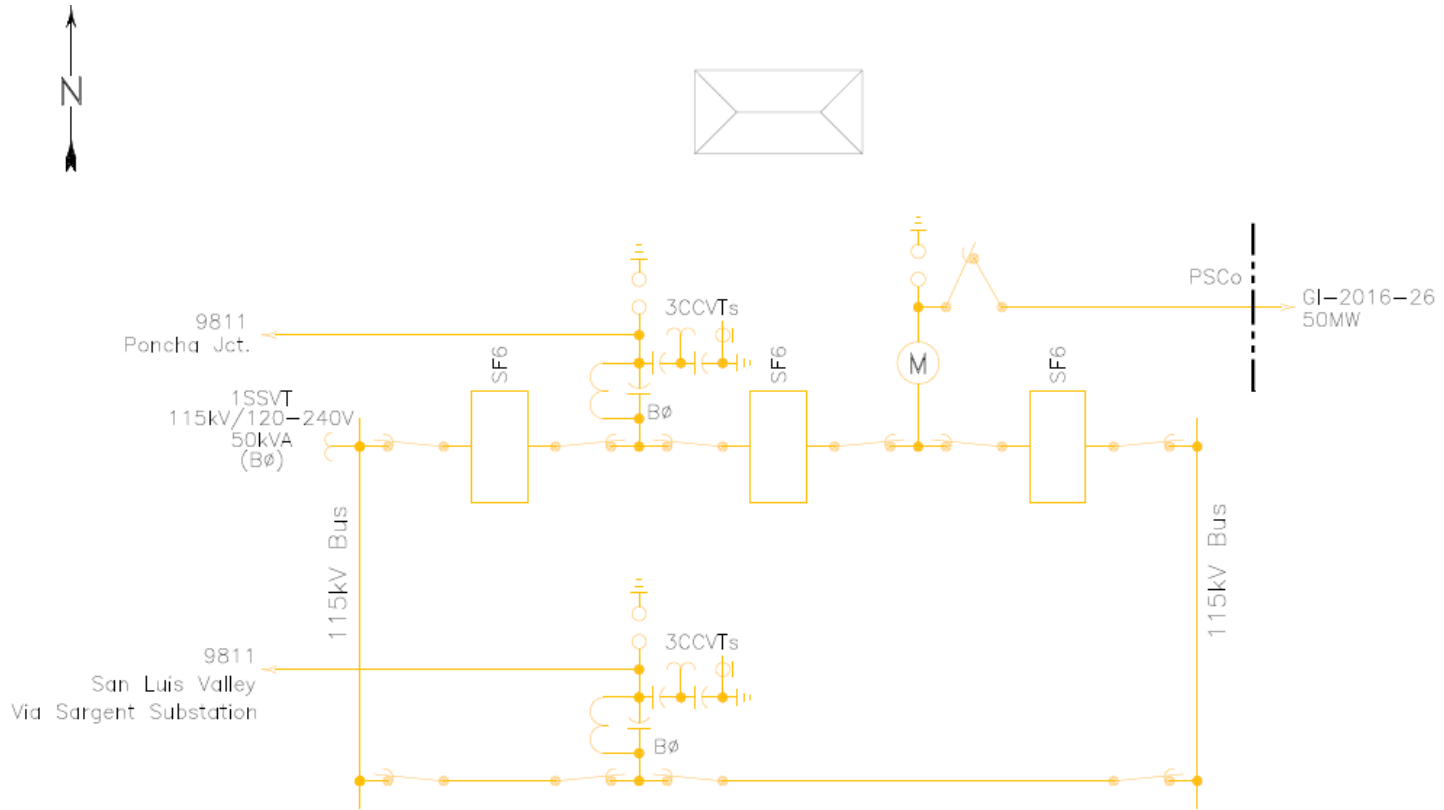 N
PSCo
GI-2016-26
50MW
9811
Poncha Jct.
3CCVTs
SF6
SF6
SF6
M
1SSVT
115kV/120-240V
50kVA
(BØ)
BØ
115kV Bus
115kV Bus
9811
San Luis Valley
Via Sargent Substation
3CCVTs
BØ